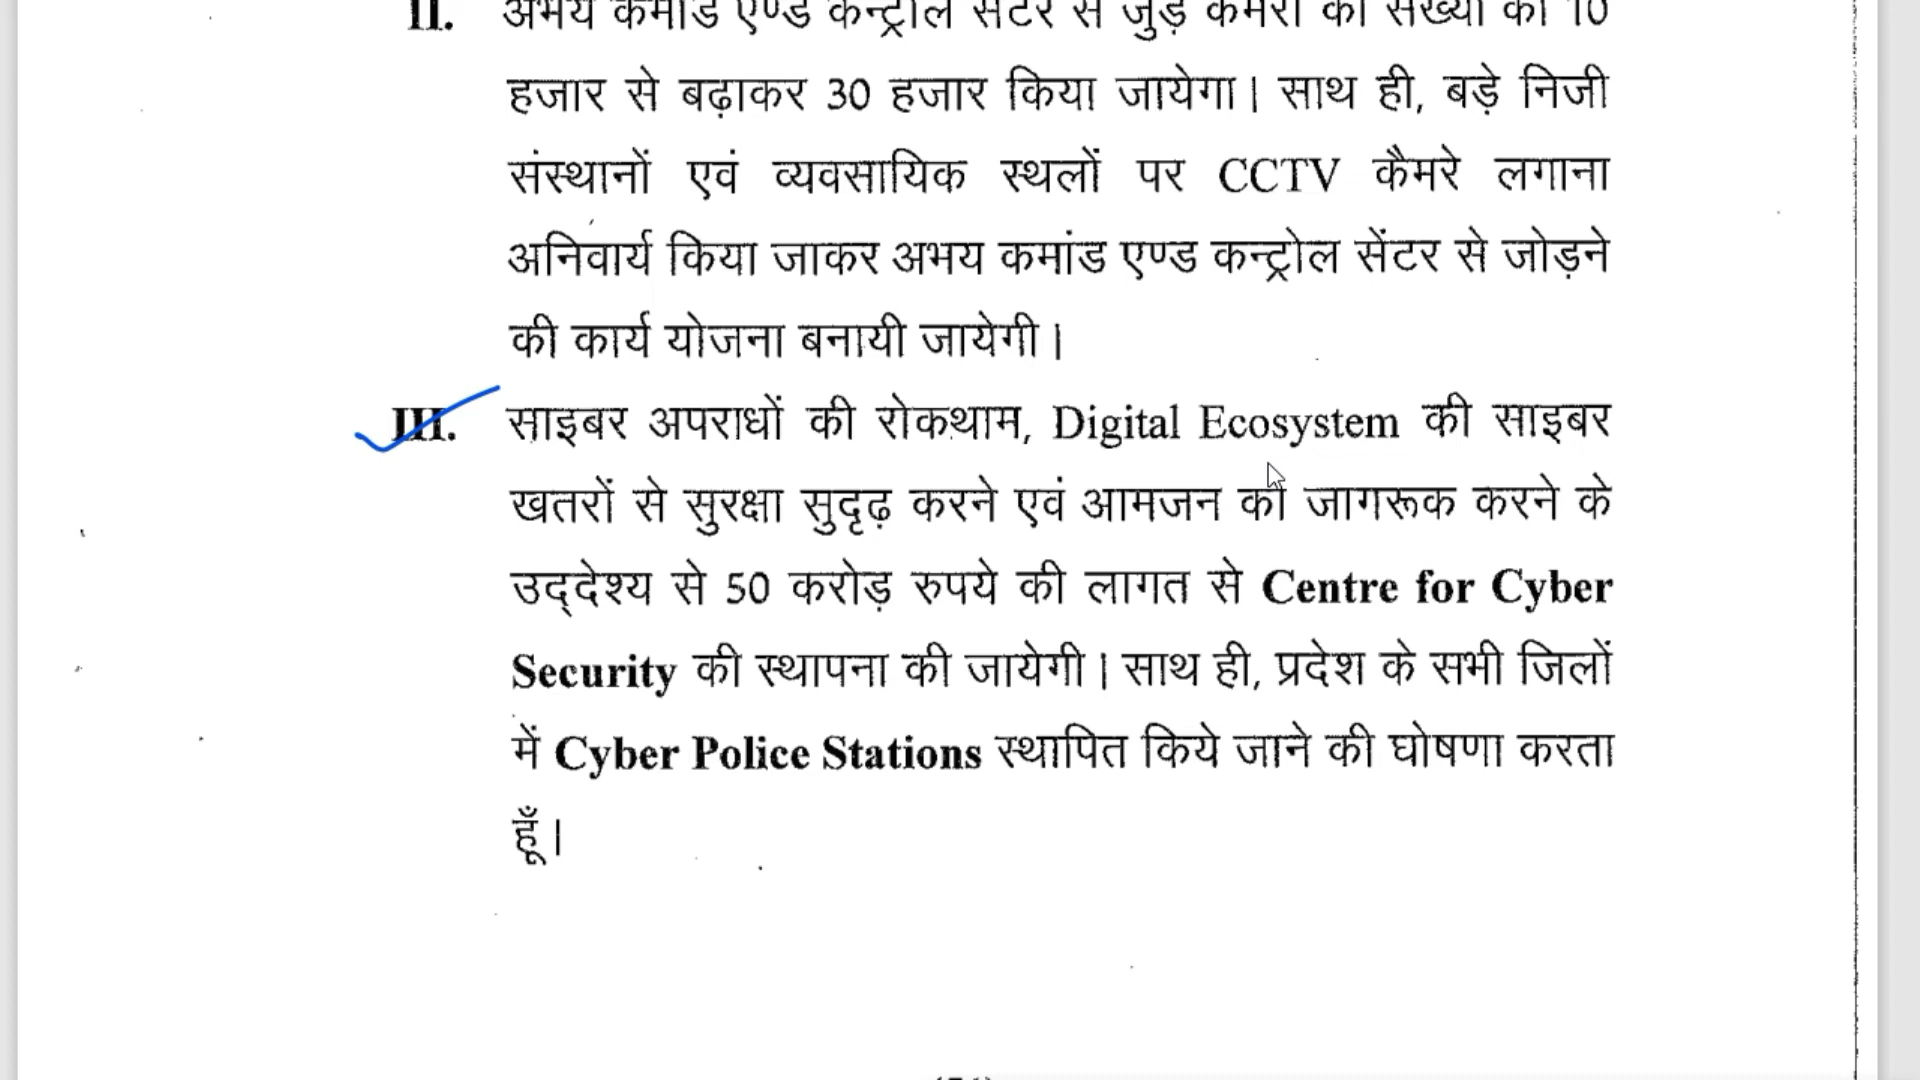 II. अभय कमांड एण्ड कन्ट्रोल सेंटर से जुड़े कैमरों की संख्या को 10
हजार से बढ़ाकर 30 हजार किया जायेगा। साथ ही, बड़े निजी
संस्थानों एवं व्यवसायिक स्थलों पर CCTV कैमरे लगाना
अनिवार्य किया जाकर अभय कमांड एण्ड कन्ट्रोल सेंटर से जोड़ने
की कार्य योजना बनायी जायेगी।
III. साइबर अपराधों की रोकथाम, Digital Ecosystem की साइबर
खतरों से सुरक्षा सुदृढ़ करने एवं आमजन को जागरूक करने के
उद्देश्य से 50 करोड़ रुपये की लागत से Centre for Cyber
Security की स्थापना की जायेगी। साथ ही, प्रदेश के सभी जिलों
में Cyber Police Stations स्थापित किये जाने की घोषणा करता
हूँ।